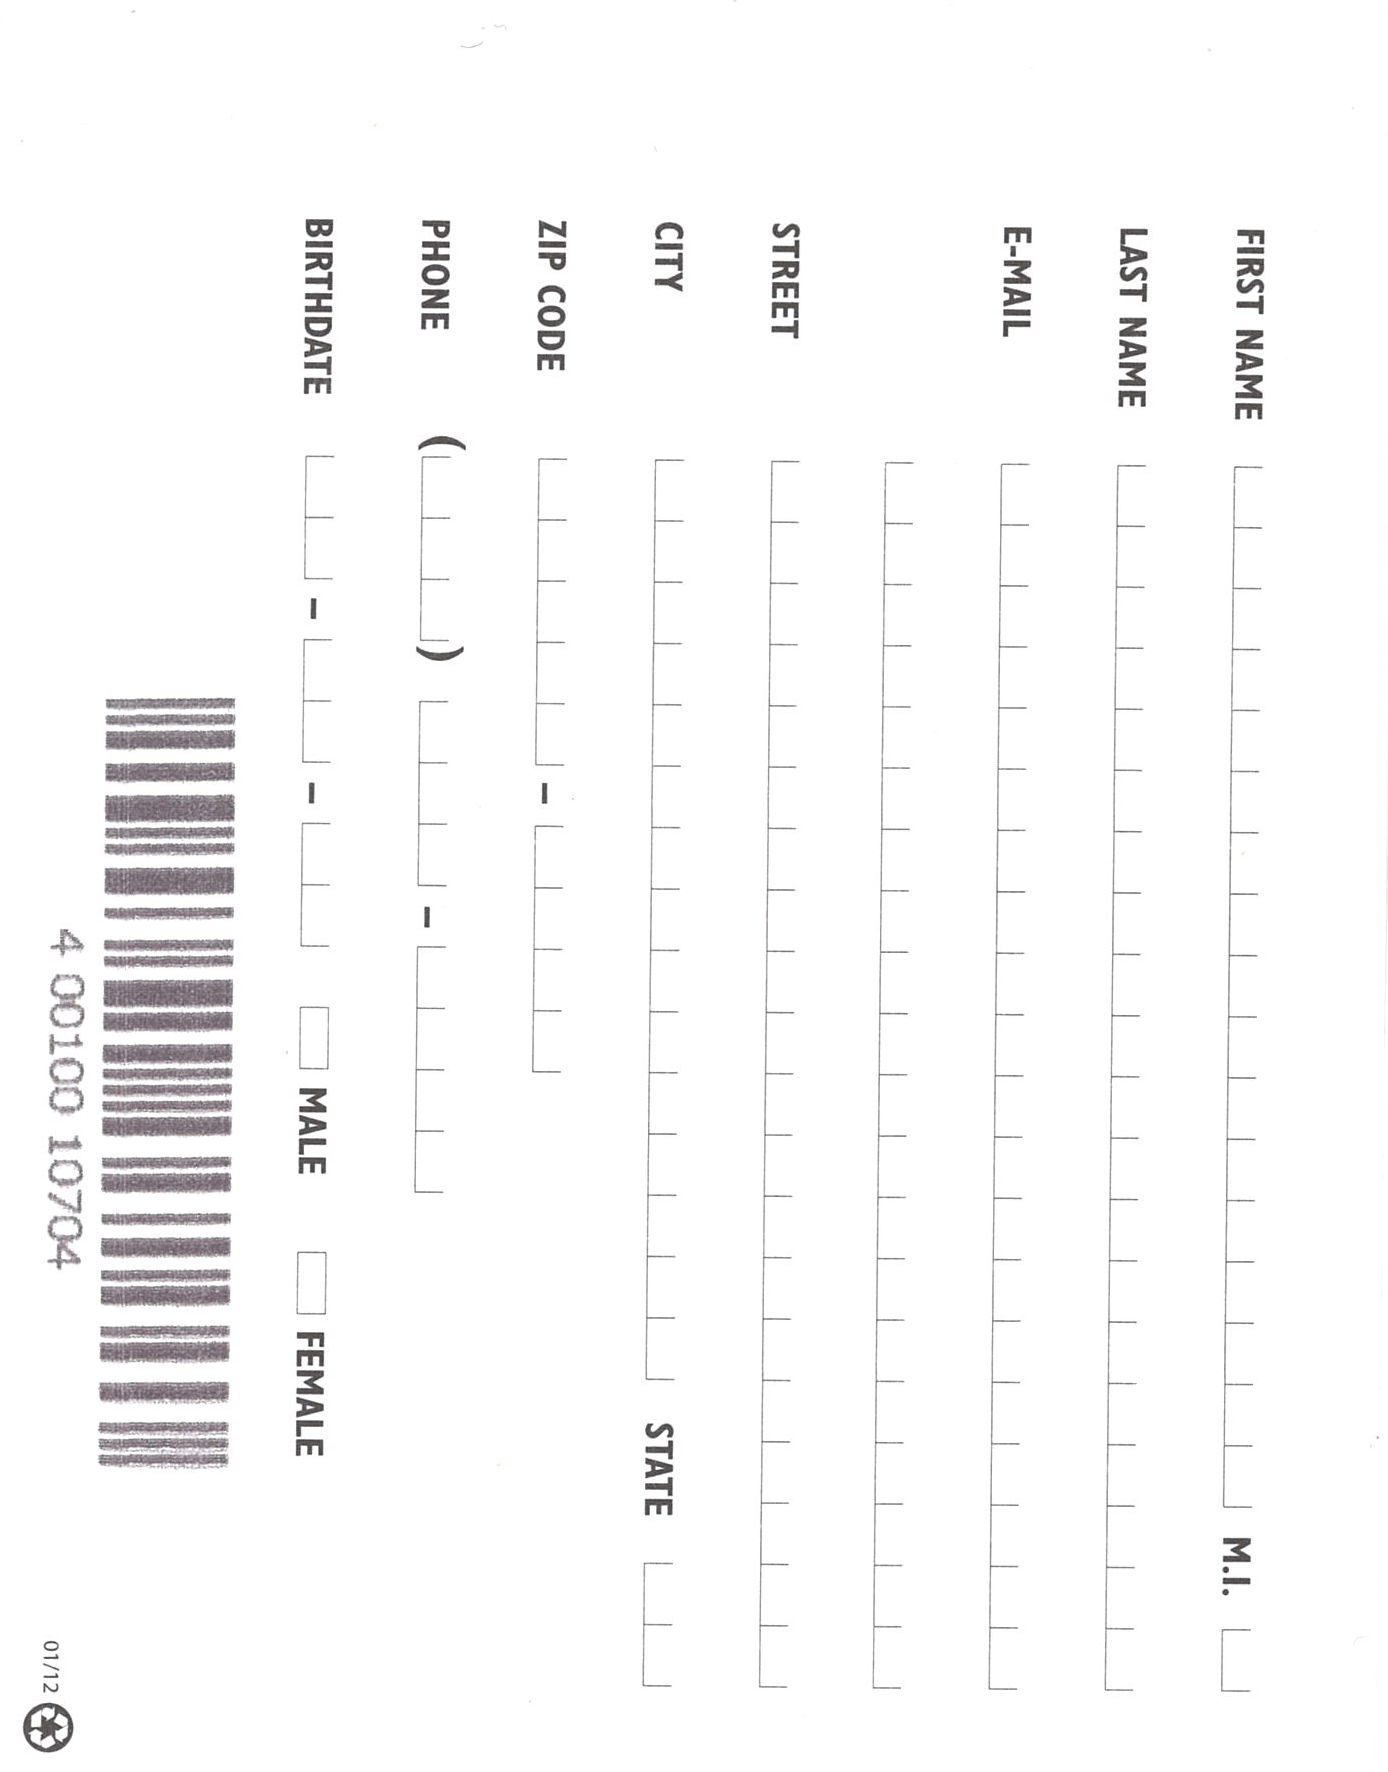 FIRST NAME M.I.
LAST NAME
E-MAIL
STREET
CITY STATE
ZIP CODE –
PHONE ( ) –
BIRTHDATE – – MALE FEMALE
4 00100 10704
01/12